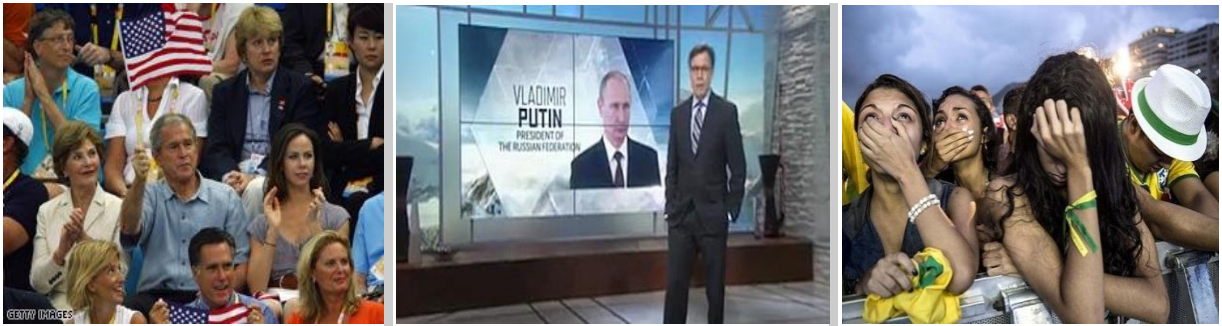 GETTY IMAGES
VLADIMIR
PUTIN
PRESIDENT OF
THE RUSSIAN FEDERATION